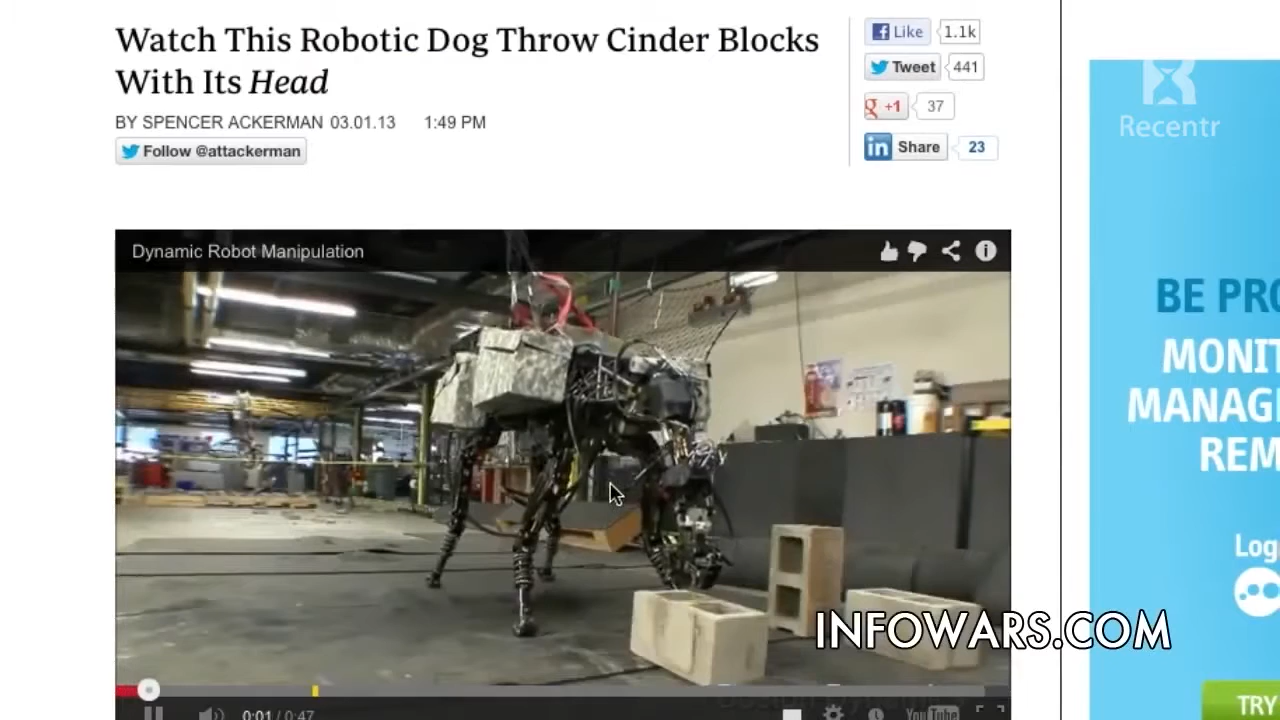 Watch This Robotic Dog Throw Cinder Blocks
With Its Head
BY SPENCER ACKERMAN 03.01.13 1:49 PM
Follow @attackerman
Like 1.1k
Tweet 441
g +1 37
in Share 23
Recentr
Dynamic Robot Manipulation
BE PRO
MONIT
MANAG
REM
Log
INFOWARS.COM
0:01 / 0:47
YouTube
TRY